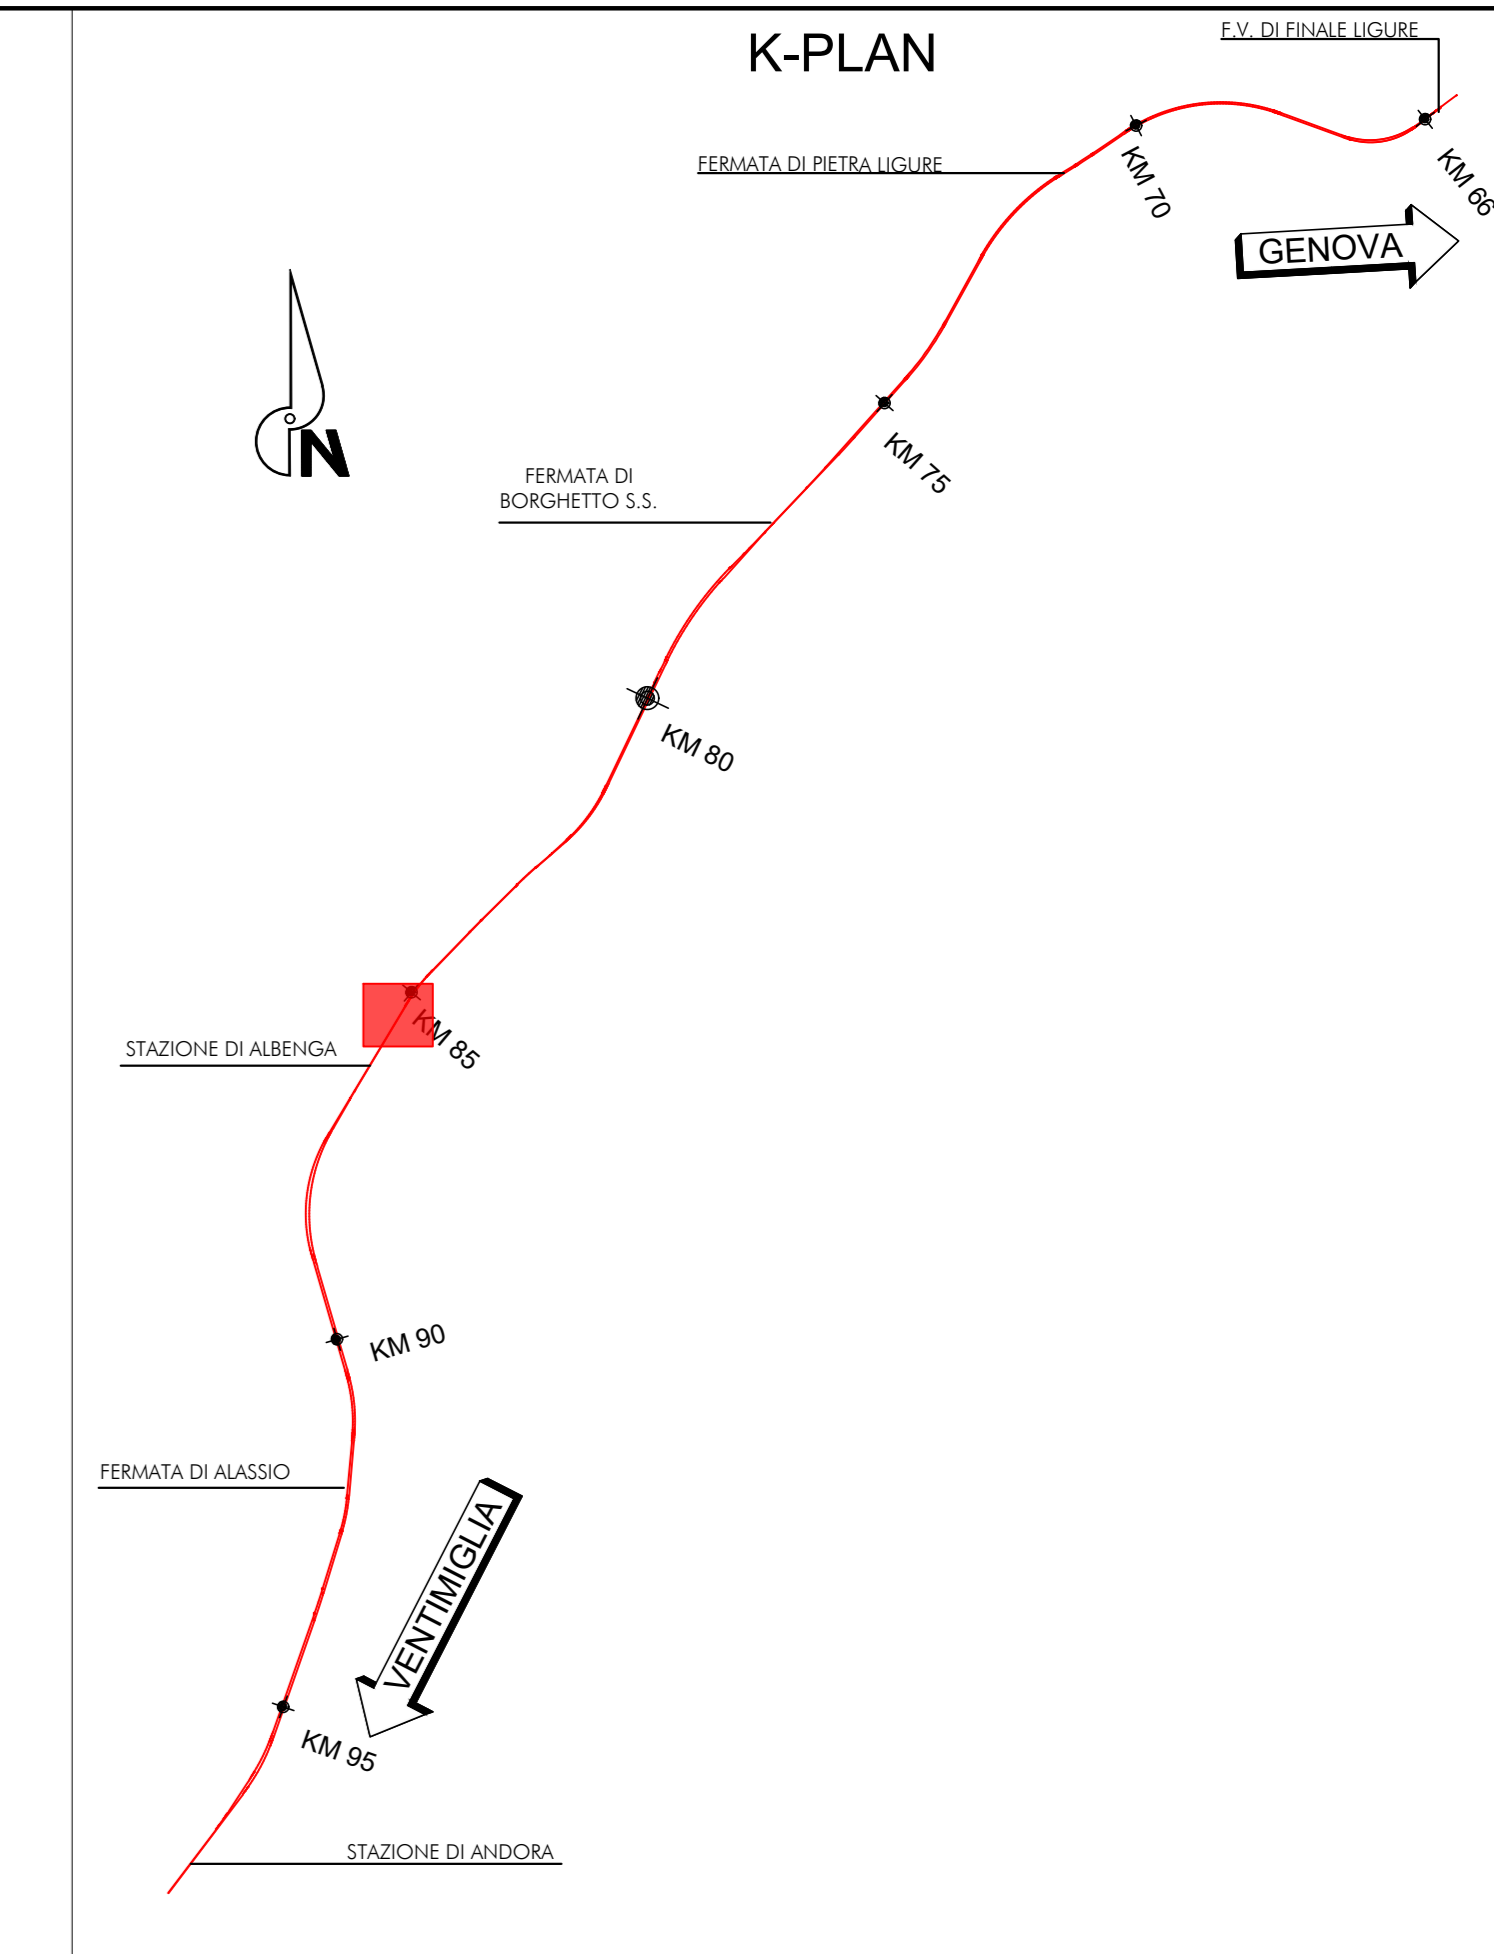 K-PLAN
F.V. DI FINALE LIGURE
FERMATA DI PIETRA LIGURE
KM 70
KM 66
GENOVA
N
KM 75
FERMATA DI
BORGHETTO S.S.
KM 80
KM 85
STAZIONE DI ALBENGA
KM 90
FERMATA DI ALASSIO
VENTIMIGLIA
KM 95
STAZIONE DI ANDORA